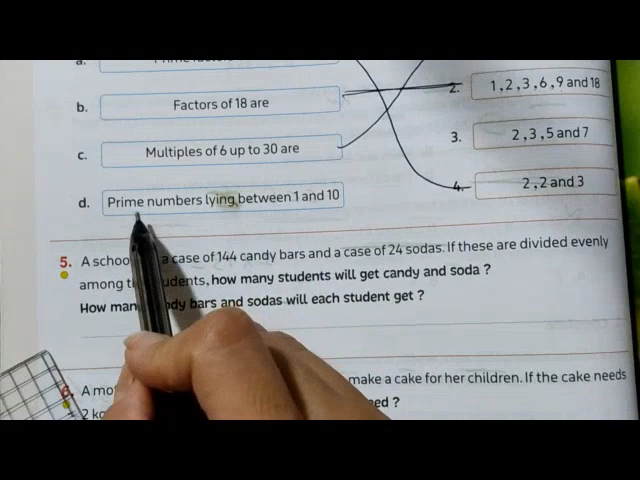 a.
b. Factors of 18 are
2. 1, 2, 3, 6, 9 and 18
c. Multiples of 6 up to 30 are
3. 2, 3, 5 and 7
d. Prime numbers lying between 1 and 10
4. 2, 2 and 3
5. A school a case of 144 candy bars and a case of 24 sodas. If these are divided evenly
among students, how many students will get candy and soda ?
How many bars and sodas will each student get ?
6. A make a cake for her children. If the cake needs
2